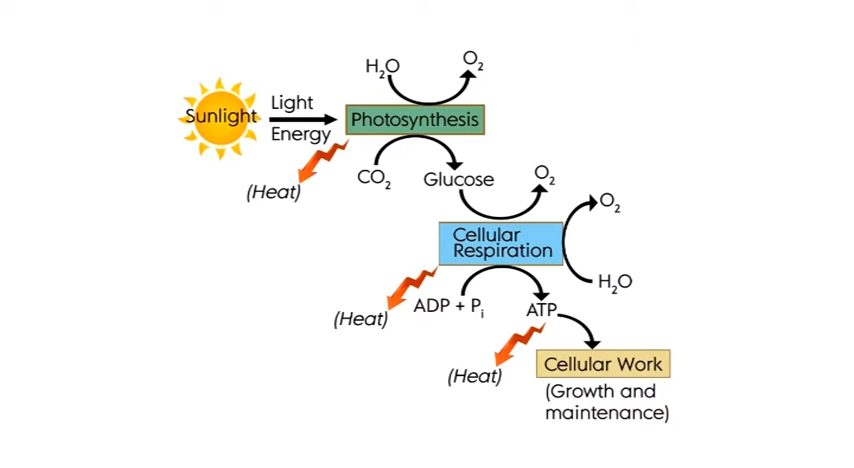 H₂O
O₂
Sunlight
Light
Energy
Photosynthesis
(Heat)
CO₂
Glucose
O₂
O₂
Cellular
Respiration
H₂O
(Heat)
ADP + Pᵢ
ATP
(Heat)
Cellular Work
(Growth and
maintenance)